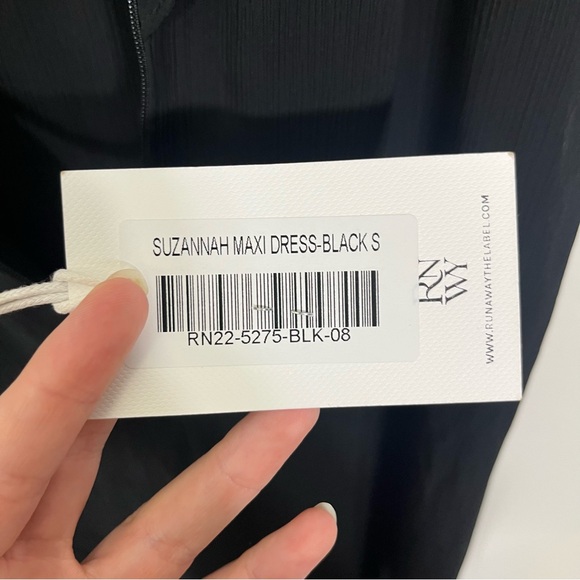 SUZANNAH MAXI DRESS-BLACK S
RN22-5275-BLK-08
RN
WY
WWW.RUNAWAYTHELABEL.COM